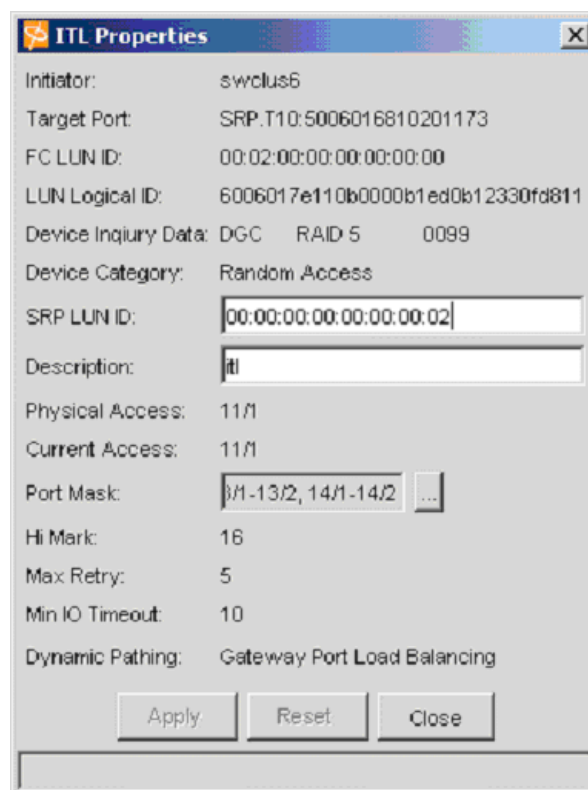 ITL Properties
Initiator: swclus6
Target Port: SRP.T10:5006016810201173
FC LUN ID: 00:02:00:00:00:00:00:00
LUN Logical ID: 6006017e110b0000b1ed0b12330fd811
Device Inqiury Data: DGC RAID 5 0099
Device Category: Random Access
SRP LUN ID: 00:00:00:00:00:00:00:02
Description: itl
Physical Access: 11/1
Current Access: 11/1
Port Mask: 3/1-13/2, 14/1-14/2 ...
Hi Mark: 16
Max Retry: 5
Min IO Timeout: 10
Dynamic Pathing: Gateway Port Load Balancing
Apply Reset Close